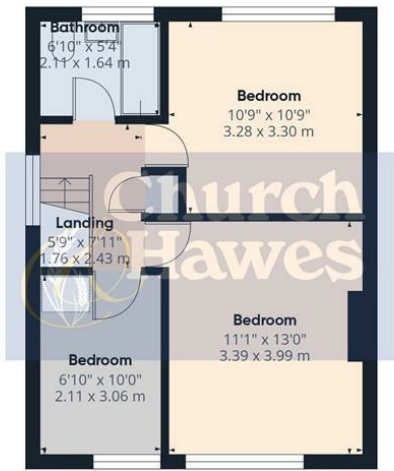 Bathroom
6'10" x 5'4"
2.11 x 1.64 m
Bedroom
10'9" x 10'9"
3.28 x 3.30 m
Church
Hawes
Landing
5'9" x 7'11"
1.76 x 2.43 m
Bedroom
11'1" x 13'0"
3.39 x 3.99 m
Bedroom
6'10" x 10'0"
2.11 x 3.06 m